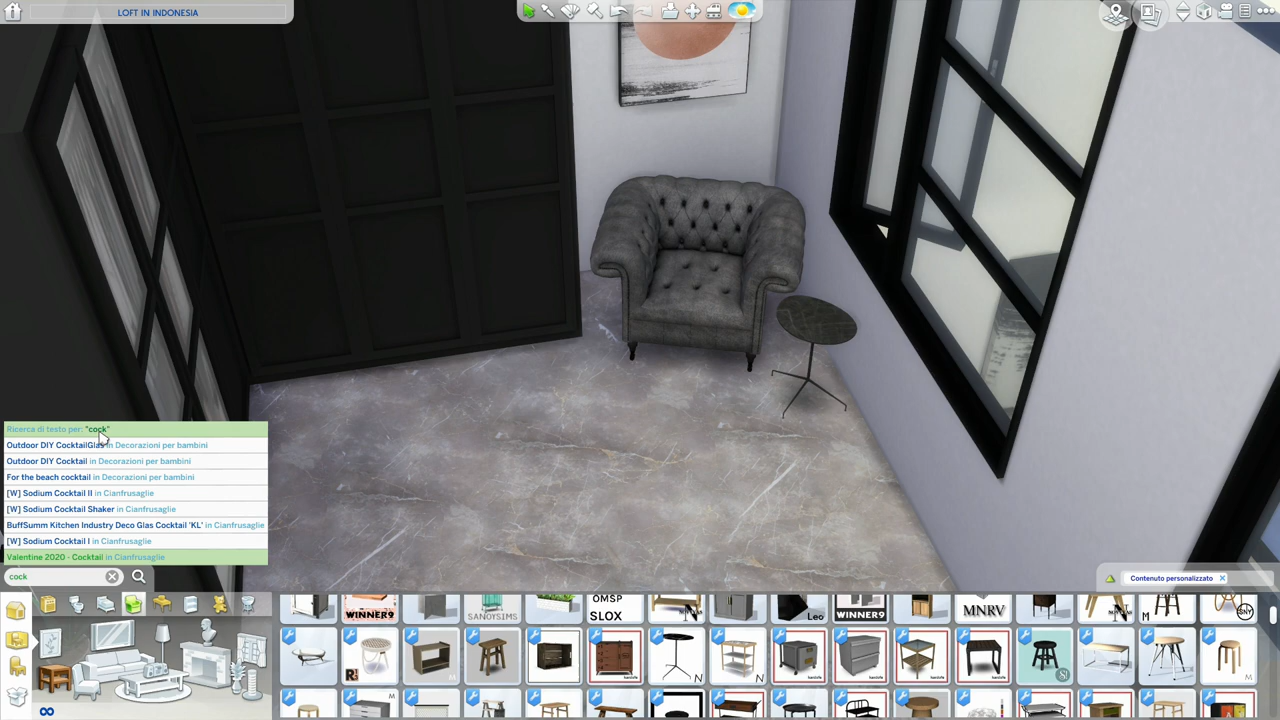 LOFT IN INDONESIA
Ricerca di testo per: "cock"
Outdoor DIY CocktailGlas in Decorazioni per bambini
Outdoor DIY Cocktail in Decorazioni per bambini
For the beach cocktail in Decorazioni per bambini
[W] Sodium Cocktail II in Cianfrusaglie
[W] Sodium Cocktail Shaker in Cianfrusaglie
BuffSumm Kitchen Industry Deco Glas Cocktail 'KL' in Cianfrusaglie
[W] Sodium Cocktail I in Cianfrusaglie
Valentine 2020 - Cocktail in Cianfrusaglie
cock
Contenuto personalizzato
WINNER9
SANOYSIMS
OMSP
SLOX
Leo
WINNER9
MNRV
M
SNY
N
N
M
M